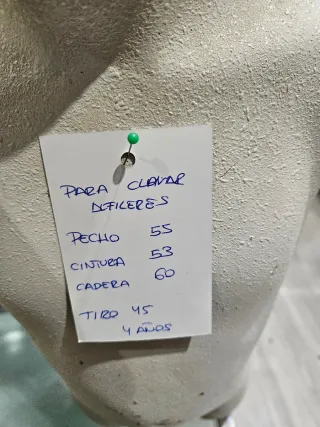 PARA CLAVAR
ALFILERES
PECHO 55
CINTURA 53
CADERA 60
TIRO 45
4 AÑOS